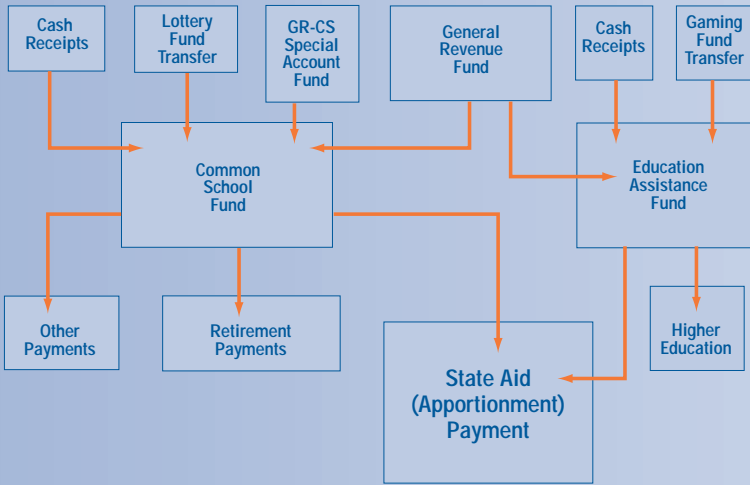 Cash
Receipts
Lottery
Fund
Transfer
GR-CS
Special
Account
Fund
General
Revenue
Fund
Cash
Receipts
Gaming
Fund
Transfer
Common
School
Fund
Education
Assistance
Fund
Other
Payments
Retirement
Payments
State Aid
(Apportionment)
Payment
Higher
Education